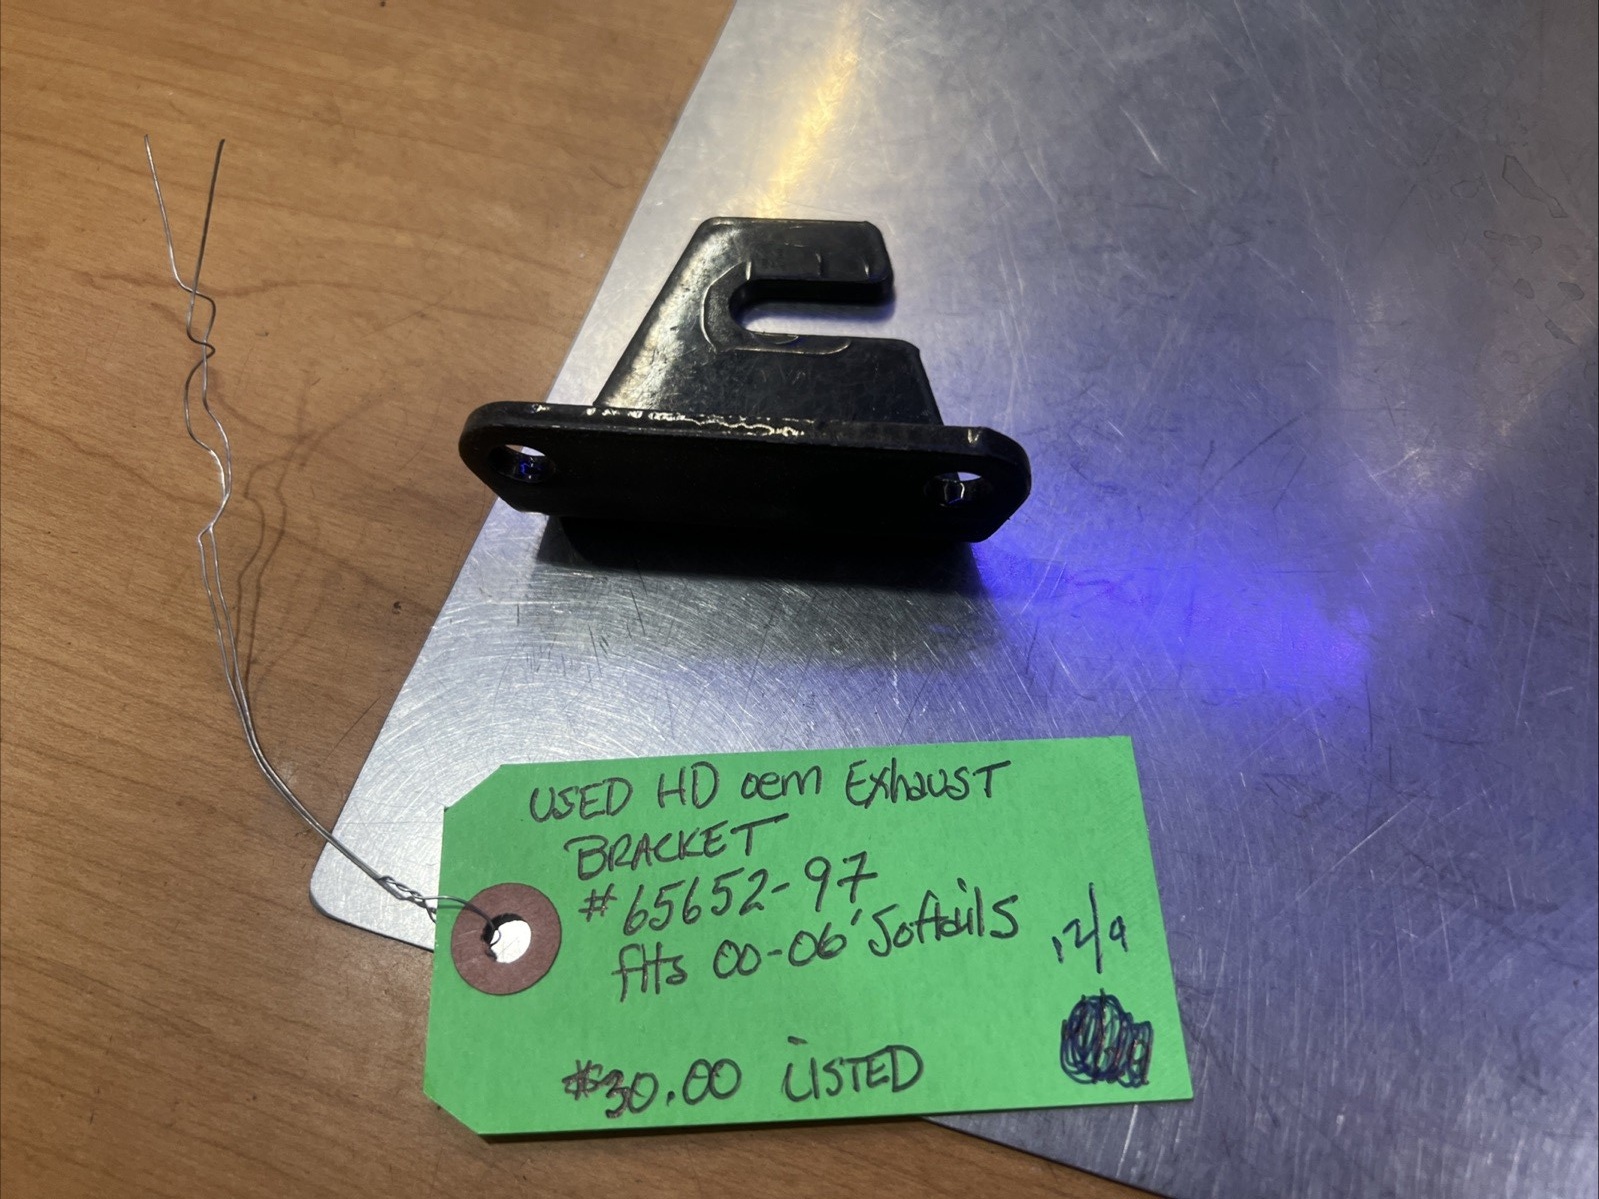 USED HD oem Exhaust
BRACKET
#65652-97
fits 00-06' Softails
12/9
$30.00 LISTED